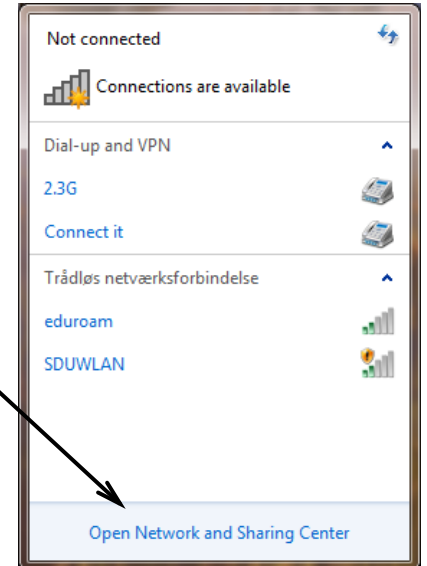 Not connected
Connections are available
Dial-up and VPN
2.3G
Connect it
Trådløs netværksforbindelse
eduroam
SDUWLAN
Open Network and Sharing Center